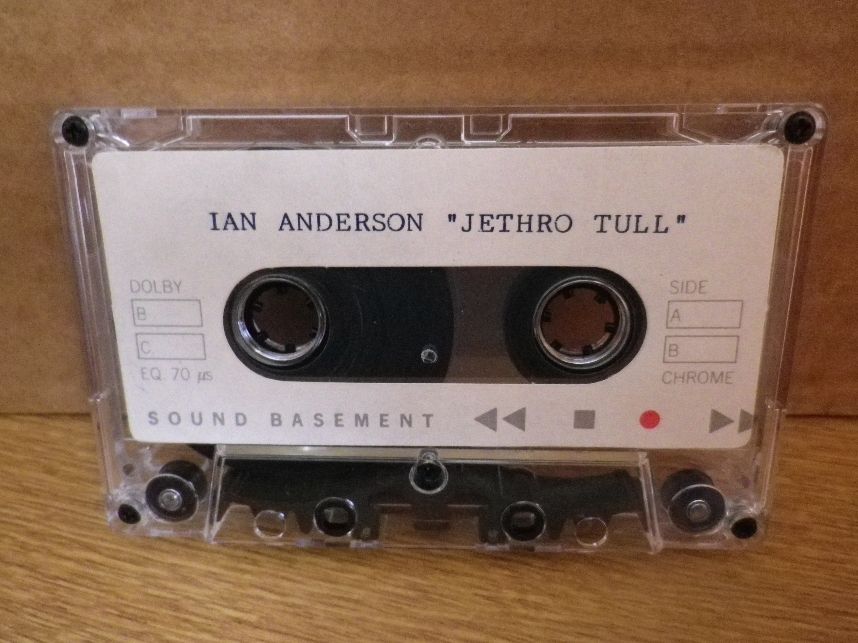 IAN ANDERSON "JETHRO TULL"
DOLBY
B
C
EQ. 70 µs
SIDE
A
B
CHROME
SOUND BASEMENT